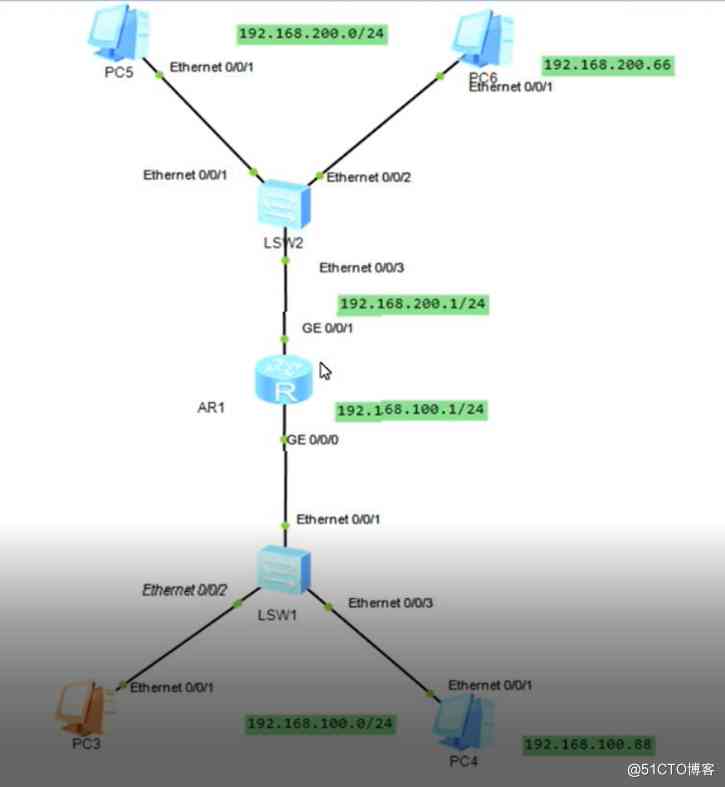 192.168.200.0/24
Ethernet 0/0/1
PC5
192.168.200.66
PC6
Ethernet 0/0/1
Ethernet 0/0/1
Ethernet 0/0/2
LSW2
Ethernet 0/0/3
192.168.200.1/24
GE 0/0/1
R
AR1
192.168.100.1/24
GE 0/0/0
Ethernet 0/0/1
Ethernet 0/0/2
Ethernet 0/0/3
LSW1
Ethernet 0/0/1
Ethernet 0/0/1
192.168.100.0/24
PC3
192.168.100.88
PC4
@51CTO博客